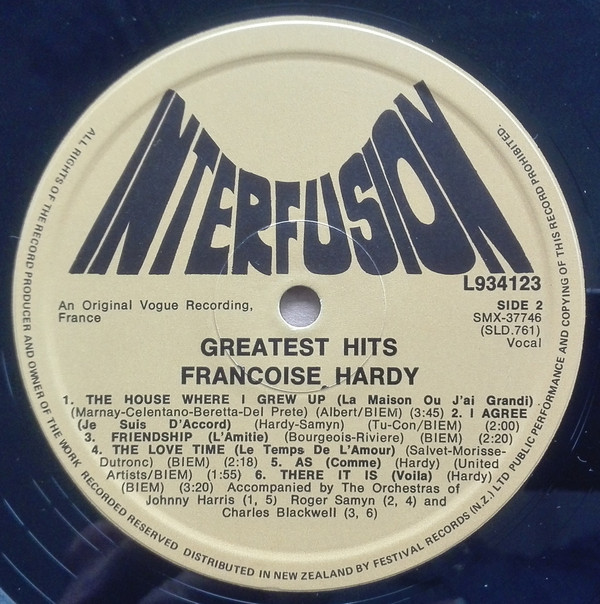 INTERFUSION
L934123
An Original Vogue Recording,
France
SIDE 2
SMX-37746
(SLD.761)
Vocal
GREATEST HITS
FRANCOISE HARDY
1. THE HOUSE WHERE I GREW UP (La Maison Ou J'ai Grandi)
(Marnay-Celentano-Beretta-Del Prete) (Albert/BIEM) (3:45) 2. I AGREE
(Je Suis D'Accord) (Hardy-Samyn) (Tu-Con/BIEM) (2:00)
3. FRIENDSHIP (L'Amitie) (Bourgeois-Riviere) (BIEM) (2:20)
4. THE LOVE TIME (Le Temps De L'Amour) (Salvet-Morisse-
Dutronc) (BIEM) (2:18) 5. AS (Comme) (Hardy) (United
Artists/BIEM) (1:55) 6. THERE IT IS (Voila) (Hardy)
(BIEM) (3:20) Accompanied by The Orchestras of
Johnny Harris (1, 5) Roger Samyn (2, 4) and
Charles Blackwell (3, 6)
ALL RIGHTS OF THE RECORD PRODUCER AND OWNER OF THE WORK RECORDED RESERVED DISTRIBUTED IN NEW ZEALAND BY FESTIVAL RECORDS (N.Z.) LTD PUBLIC PERFORMANCE AND COPYING OF THIS RECORD PROHIBITED.